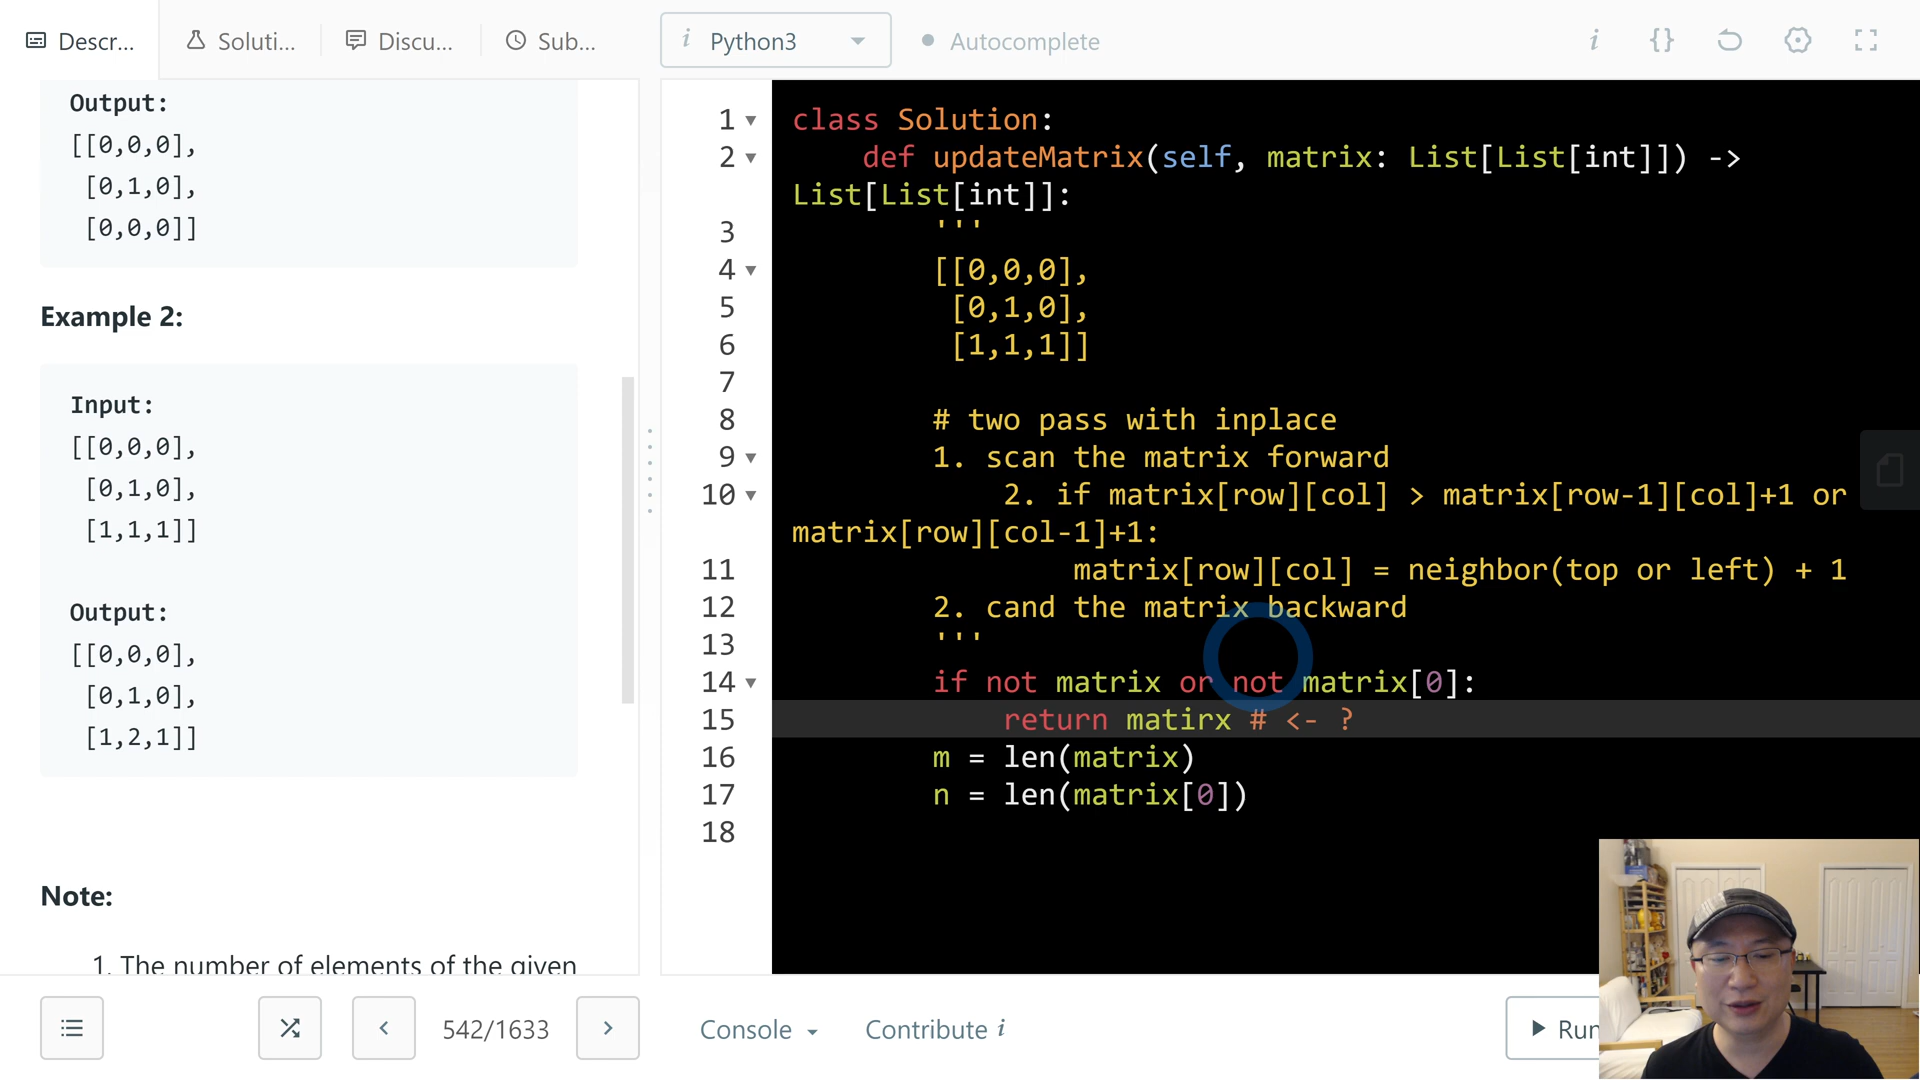 Descr...
Soluti...
Discu...
Sub...
i Python3
Autocomplete
i {}
Output:
[[0,0,0],
[0,1,0],
[0,0,0]]
Example 2:
Input:
[[0,0,0],
[0,1,0],
[1,1,1]]
Output:
[[0,0,0],
[0,1,0],
[1,2,1]]
Note:
1. The number of elements of the given
1 class Solution:
2 def updateMatrix(self, matrix: List[List[int]]) ->
List[List[int]]:
3 '''
4 [[0,0,0],
5 [0,1,0],
6 [1,1,1]]
7
8 # two pass with inplace
9 1. scan the matrix forward
10 2. if matrix[row][col] > matrix[row-1][col]+1 or
matrix[row][col-1]+1:
11 matrix[row][col] = neighbor(top or left) + 1
12 2. cand the matrix backward
13 '''
14 if not matrix or not matrix[0]:
15 return matirx # <- ?
16 m = len(matrix)
17 n = len(matrix[0])
18
542/1633
Console
Contribute i
Run